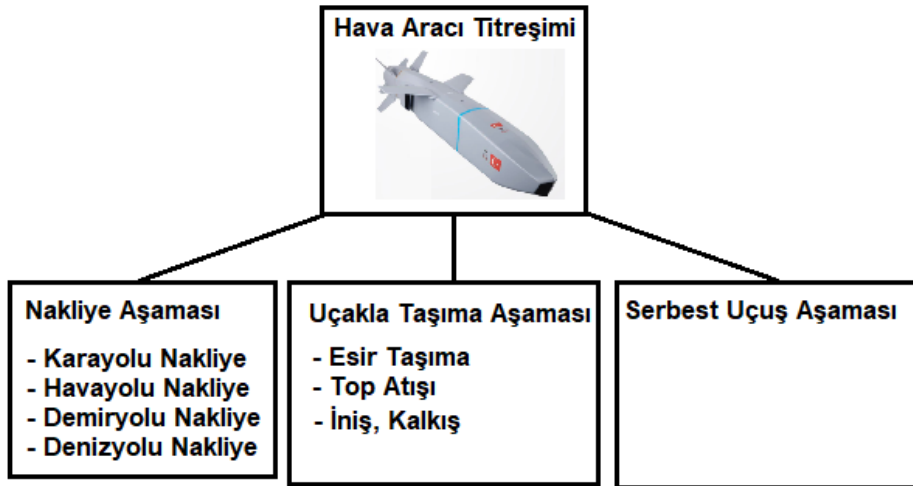 Hava Aracı Titreşimi
Nakliye Aşaması
- Karayolu Nakliye
- Havayolu Nakliye
- Demiryolu Nakliye
- Denizyolu Nakliye
Uçakla Taşıma Aşaması
- Esir Taşıma
- Top Atışı
- İniş, Kalkış
Serbest Uçuş Aşaması